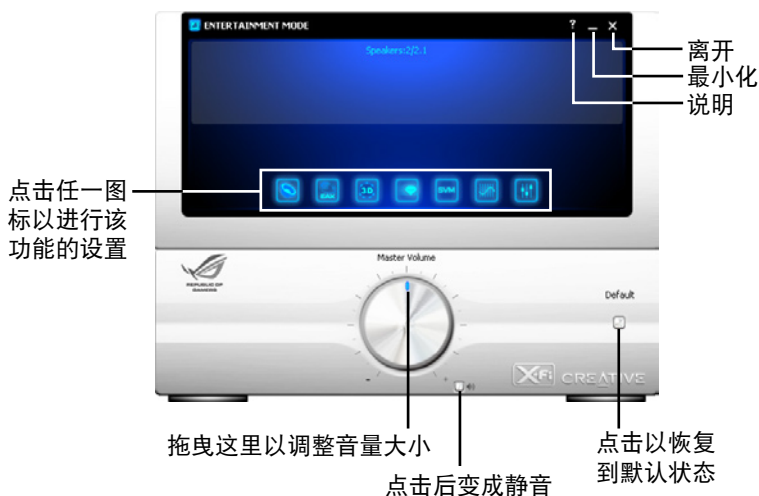 ENTERTAINMENT MODE
? _ ×
Speakers:2/2.1
离开
最小化
说明
点击任一图
标以进行该
功能的设置
EAX
3D
SVM
Master Volume
REPUBLIC OF
GAMERS
Default
- +
X-Fi CREATIVE
拖曳这里以调整音量大小
点击后变成静音
点击以恢复
到默认状态